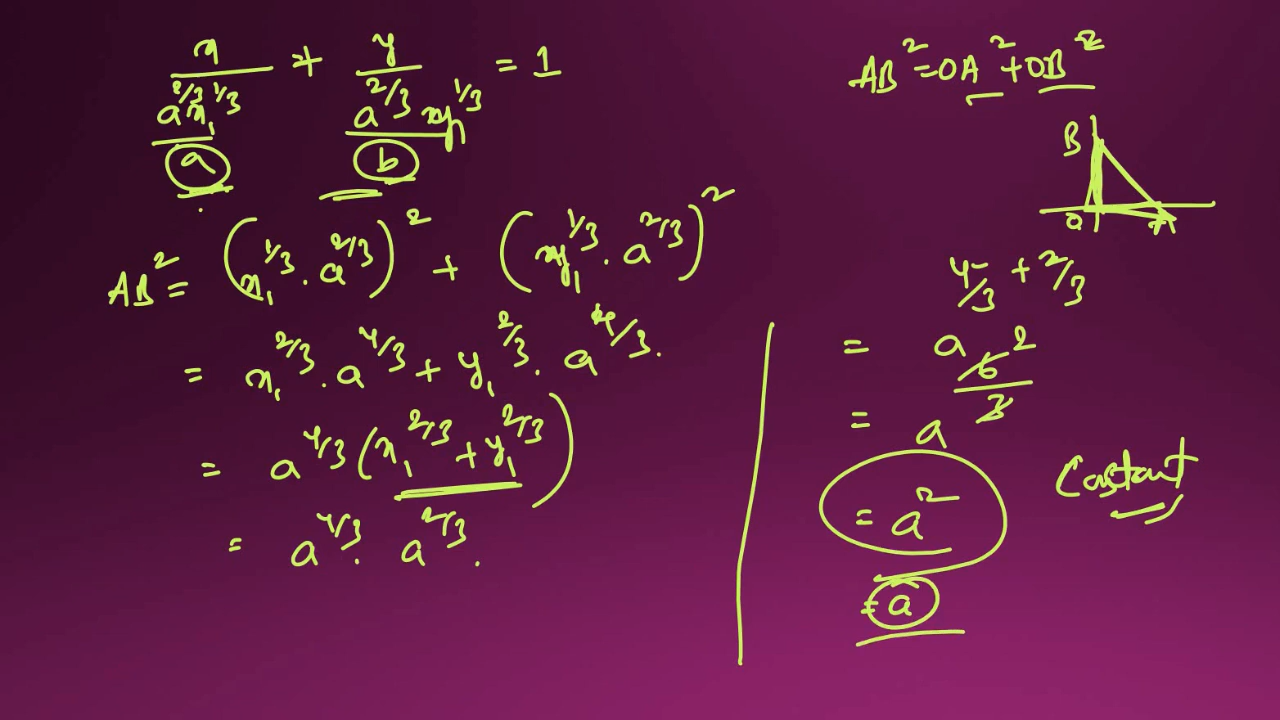 x / (a^2/3 x₁^1/3) + y / (a^2/3 y₁^1/3) = 1
a b
AB² = (x₁^1/3 . a^2/3)² + (y₁^1/3 . a^2/3)²
= x₁^2/3 . a^4/3 + y₁^2/3 . a^4/3 .
= a^4/3 (x₁^2/3 + y₁^2/3)
= a^4/3 . a^2/3 .
AB² = OA² + OB²
B
O A
4/3 + 2/3
= a 6 2
= a 3
= a²
= a
Constant